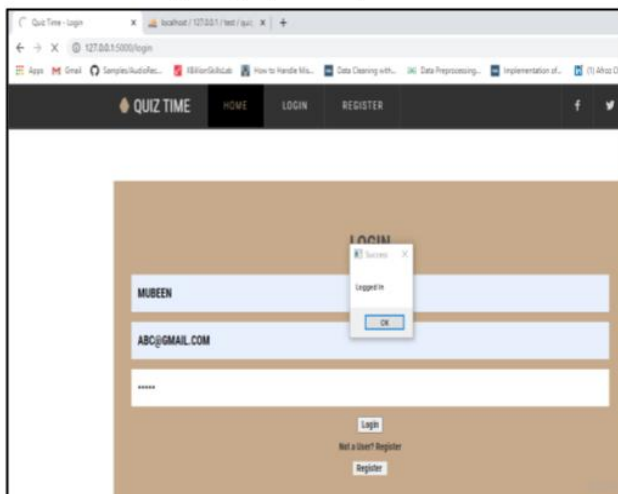 Quiz Time - Login
localhost / 127.0.0.1 / test / quiz
127.0.0.1:5000/login
Apps Gmail Samples/AudioRec... XBillionSkillsLab How to Handle Mis... Data Cleaning with... Data Preprocessing... Implementation of...
QUIZ TIME HOME LOGIN REGISTER
LOGIN
Success
Logged In
OK
MUBEEN
ABC@GMAIL.COM
Login
Not a User? Register
Register